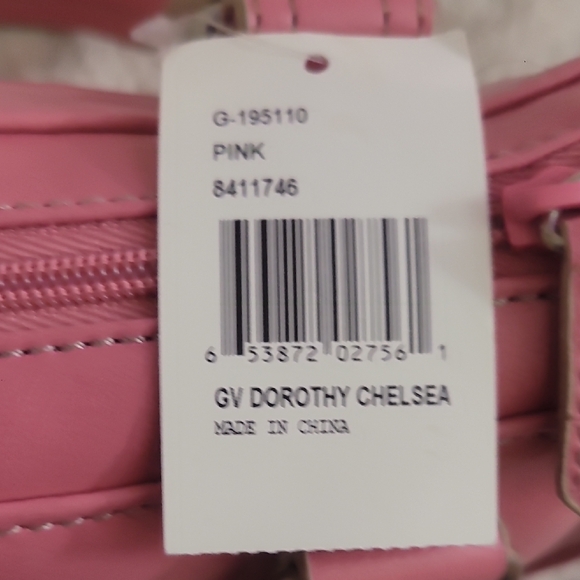 G-195110
PINK
8411746
6 53872 02756 1
GV DOROTHY CHELSEA
MADE IN CHINA